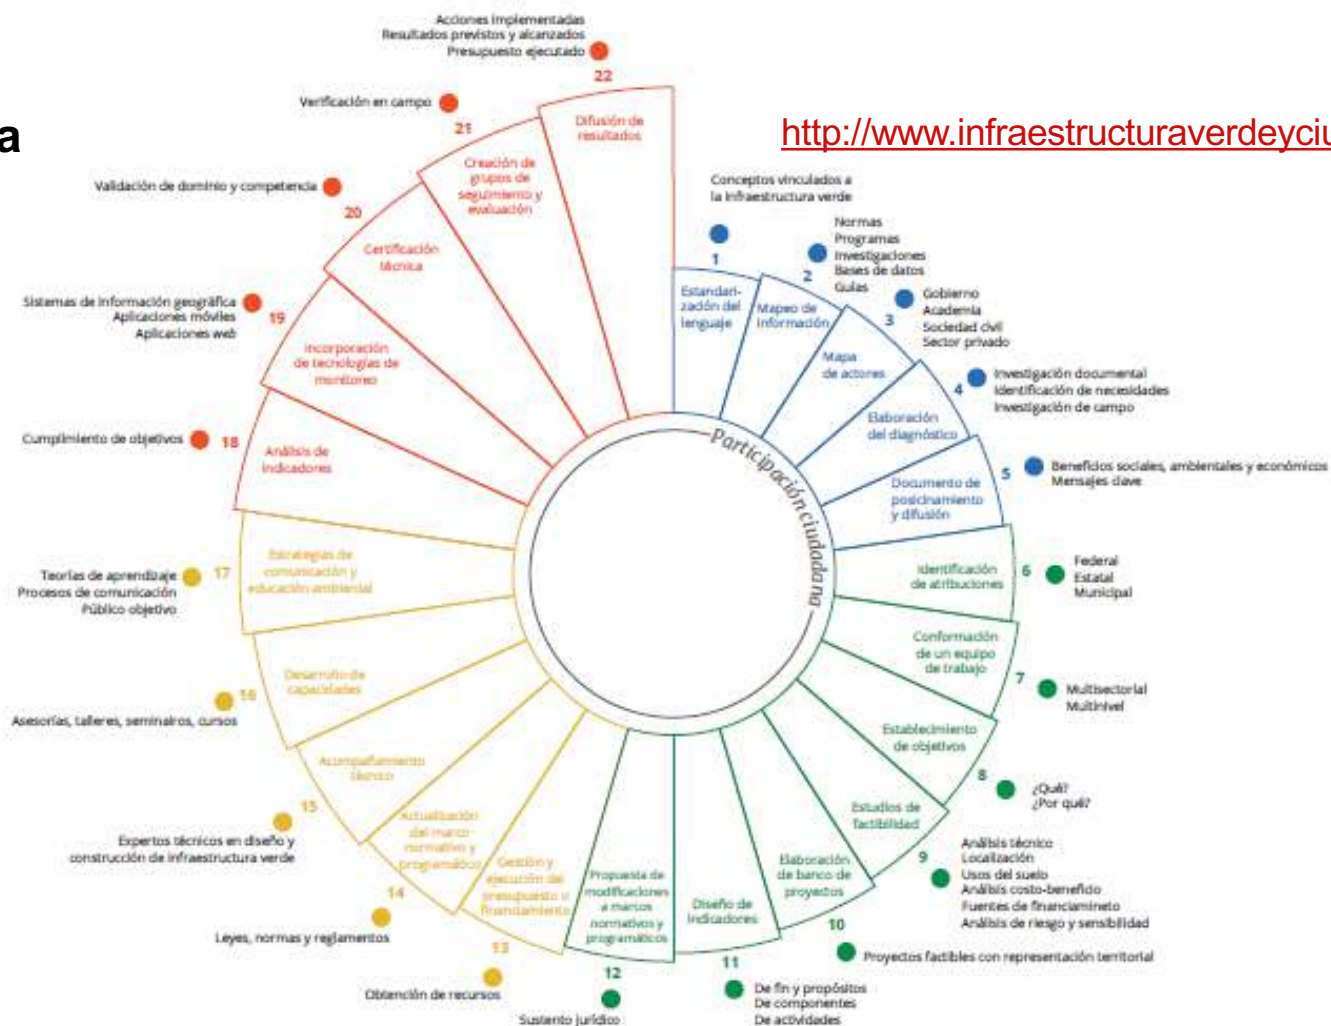 a
http://www.infraestructuraverdeyciu
Acciones implementadas
Resultados previstos y alcanzados
Presupuesto ejecutado
22
Difusión de
resultados
Verificación en campo
21
Creación de
grupos de
seguimiento y
evaluación
Validación de dominio y competencia
20
Certificación
técnica
Sistemas de información geográfica
Aplicaciones móviles
Aplicaciones web
19
Incorporación
de tecnologías de
monitoreo
Cumplimiento de objetivos
18
Análisis de
indicadores
Conceptos vinculados a
la infraestructura verde
1
Estandari-
zación del
lenguaje
Normas
Programas
Investigaciones
Bases de datos
Guías
2
Mapeo de
información
Gobierno
Academia
Sociedad civil
Sector privado
3
Mapa
de actores
Investigación documental
Identificación de necesidades
Investigación de campo
4
Elaboración
del diagnóstico
Beneficios sociales, ambientales y económicos
Mensajes clave
5
Documento de
posicinamiento
y difusión
Participación ciudadana
Federal
Estatal
Municipal
6
Identificación
de atribuciones
Multisectorial
Multinivel
7
Conformación
de un equipo
de trabajo
¿Qué?
¿Por qué?
8
Establecimiento
de objetivos
Análisis técnico
Localización
Usos del suelo
Análisis costo-beneficio
Fuentes de financiamineto
Análisis de riesgo y sensibilidad
9
Estudios de
factibilidad
Proyectos factibles con representación territorial
10
Elaboración
de banco de
proyectos
De fin y propósitos
De componentes
De actividades
11
Diseño de
indicadores
Sustento jurídico
12
Propuesta de
modificaciones
a marcos
normativos y
programáticos
Obtención de recursos
13
Gestión y
ejecución del
presupuesto o
financiamiento
Leyes, normas y reglamentos
14
Actualización
del marco
normativo y
programático
Expertos técnicos en diseño y
construcción de infraestructura verde
15
Acompañamiento
técnico
Asesorías, talleres, seminairos, cursos
16
Desarrollo de
capacidades
Teorías de aprendizaje
Procesos de comunicación
Público objetivo
17
Estrategias de
comunicación y
educación ambiental